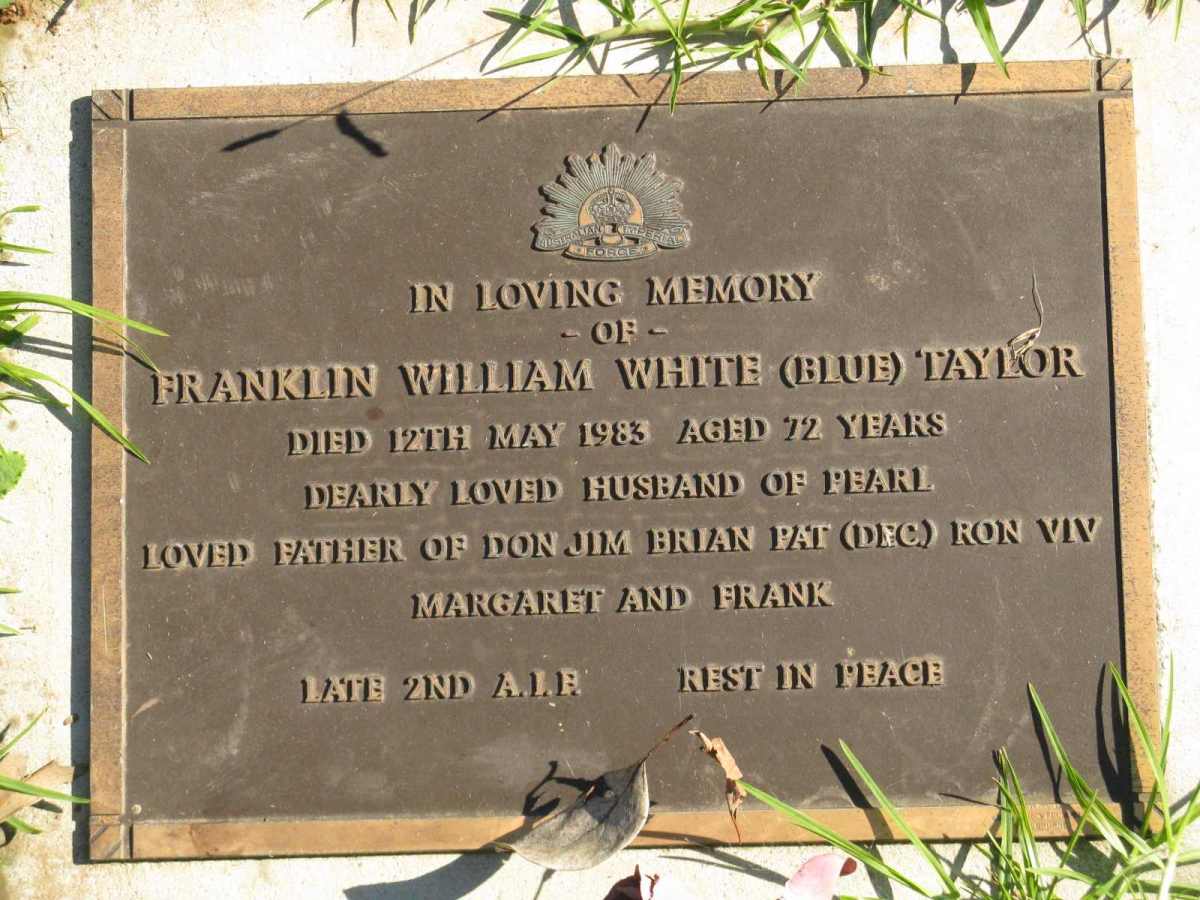 AUSTRALIAN IMPERIAL
FORCE
IN LOVING MEMORY
- OF -
FRANKLIN WILLIAM WHITE (BLUE) TAYLOR
DIED 12TH MAY 1983 AGED 72 YEARS
DEARLY LOVED HUSBAND OF PEARL
LOVED FATHER OF DON JIM BRIAN PAT (DEC.) RON VIV
MARGARET AND FRANK
LATE 2ND A.I.F. REST IN PEACE